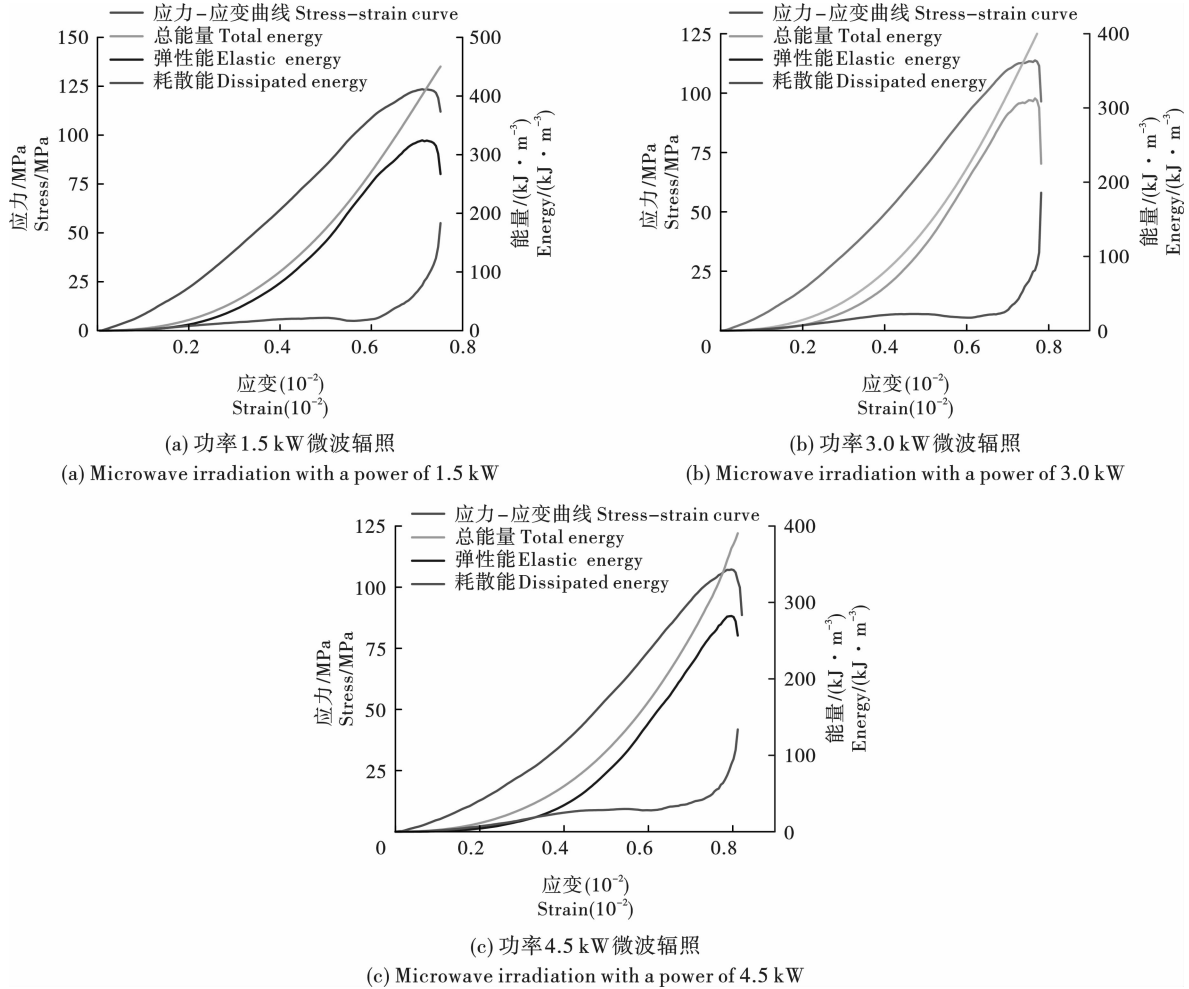 应力-应变曲线 Stress-strain curve
总能量 Total energy
弹性能 Elastic energy
耗散能 Dissipated energy
150
125
100
75
50
25
0
500
400
300
200
100
0
0.2
0.4
0.6
0.8
应力/MPa
Stress/MPa
能量/(kJ·m⁻³)
Energy/(kJ·m⁻³)
应变(10⁻²)
Strain(10⁻²)
(a) 功率1.5 kW微波辐照
(a) Microwave irradiation with a power of 1.5 kW
应力-应变曲线 Stress-strain curve
总能量 Total energy
弹性能 Elastic energy
耗散能 Dissipated energy
125
100
75
50
25
400
300
200
100
0
0
0.2
0.4
0.6
0.8
应力/MPa
Stress/MPa
能量/(kJ·m⁻³)
Energy/(kJ·m⁻³)
应变(10⁻²)
Strain(10⁻²)
(b) 功率3.0 kW微波辐照
(b) Microwave irradiation with a power of 3.0 kW
应力-应变曲线 Stress-strain curve
总能量 Total energy
弹性能 Elastic energy
耗散能 Dissipated energy
125
100
75
50
25
400
300
200
100
0
0
0.2
0.4
0.6
0.8
应力/MPa
Stress/MPa
能量/(kJ·m⁻³)
Energy/(kJ·m⁻³)
应变(10⁻²)
Strain(10⁻²)
(c) 功率4.5 kW微波辐照
(c) Microwave irradiation with a power of 4.5 kW